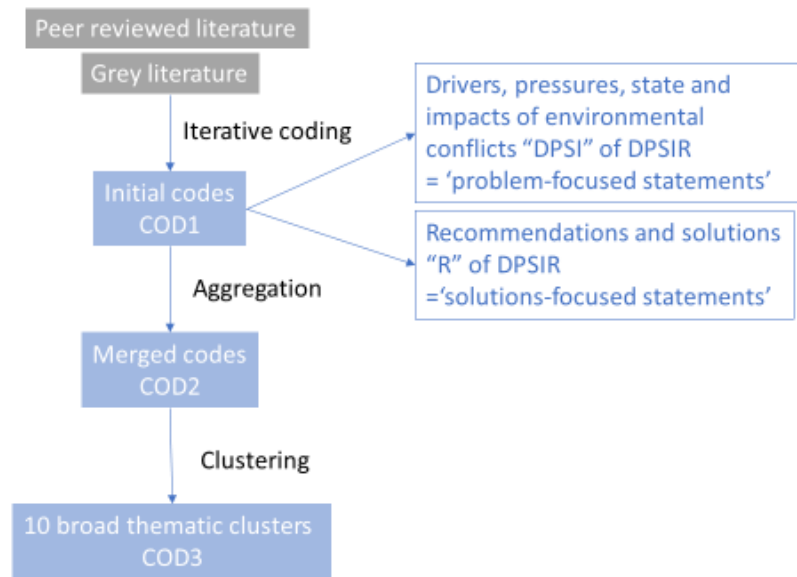 Peer reviewed literature
Grey literature
Iterative coding
Drivers, pressures, state and
impacts of environmental
conflicts “DPSI” of DPSIR
= ‘problem-focused statements’
Initial codes
COD1
Recommendations and solutions
“R” of DPSIR
=‘solutions-focused statements’
Aggregation
Merged codes
COD2
Clustering
10 broad thematic clusters
COD3